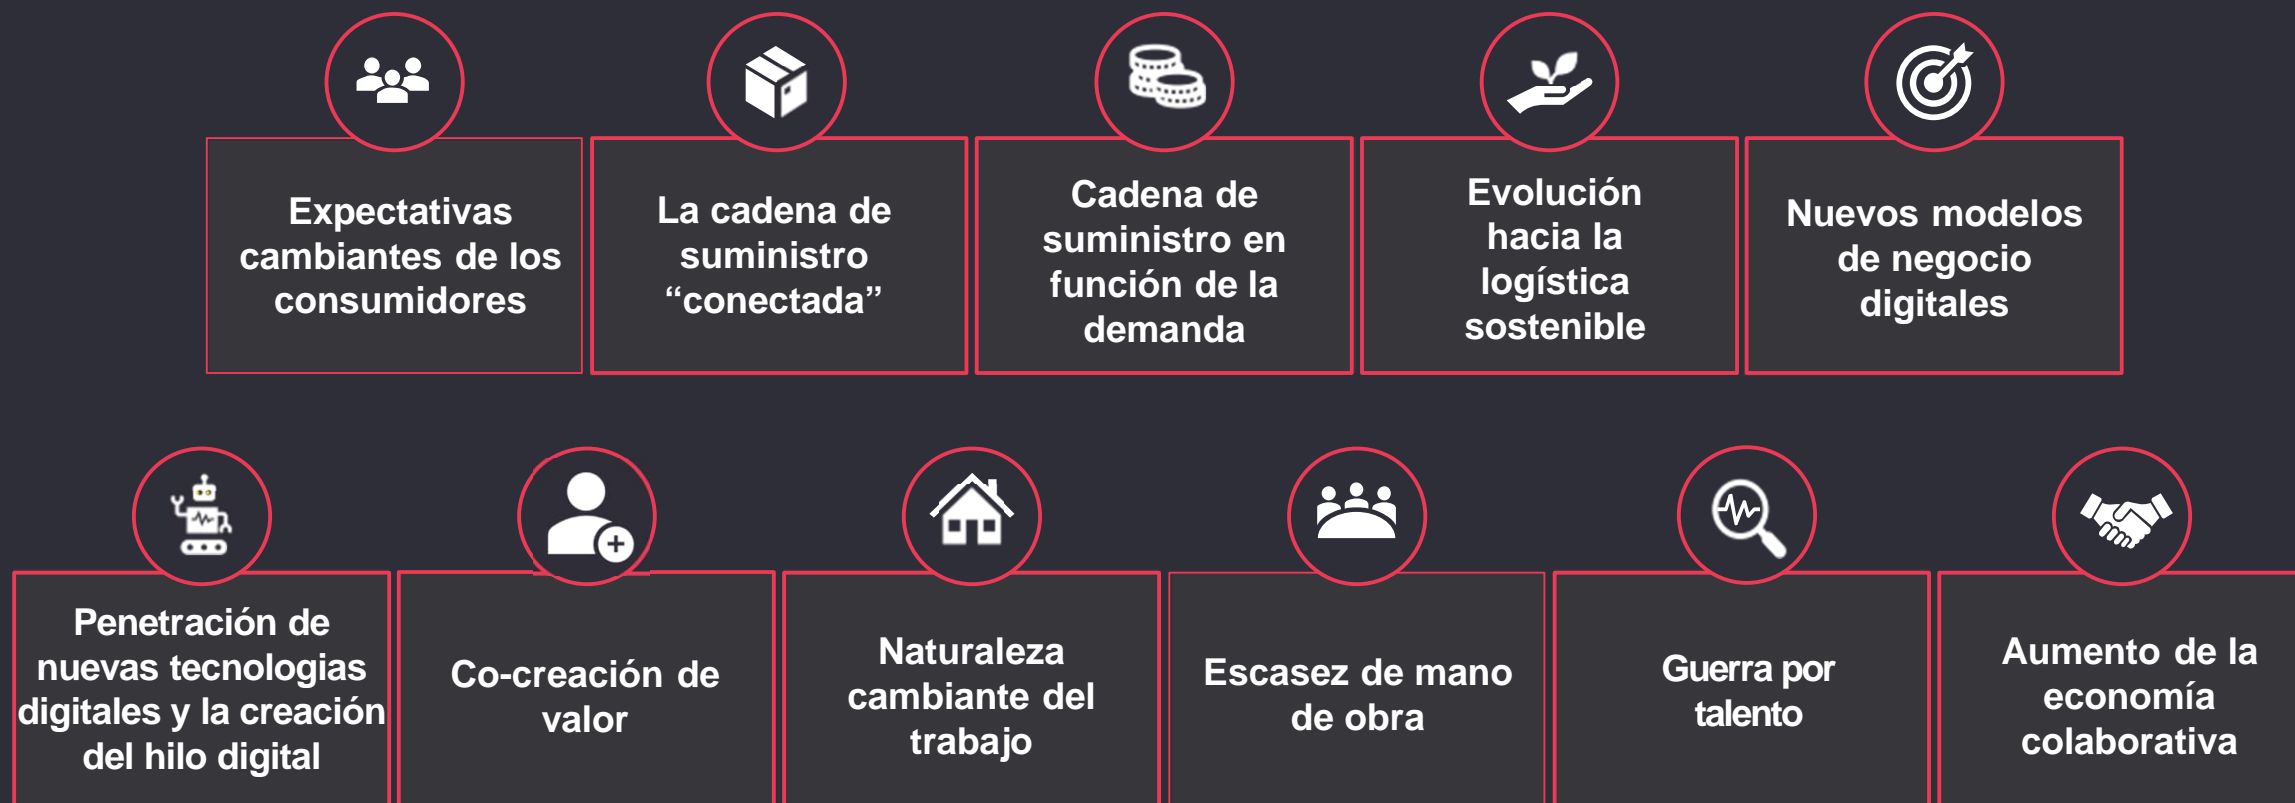 Expectativas
cambiantes de los
consumidores
La cadena de
suministro
“conectada”
Cadena de
suministro en
función de la
demanda
Evolución
hacia la
logística
sostenible
Nuevos modelos
de negocio
digitales
Penetración de
nuevas tecnologias
digitales y la creación
del hilo digital
Co-creación de
valor
Naturaleza
cambiante del
trabajo
Escasez de mano
de obra
Guerra por
talento
Aumento de la
economía
colaborativa